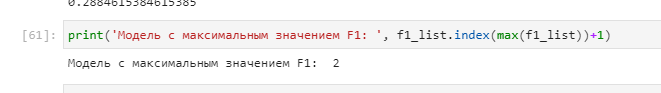 0.2884615384615385
[61]: print('Модель с максимальным значением F1: ', f1_list.index(max(f1_list))+1)
Модель с максимальным значением F1:  2